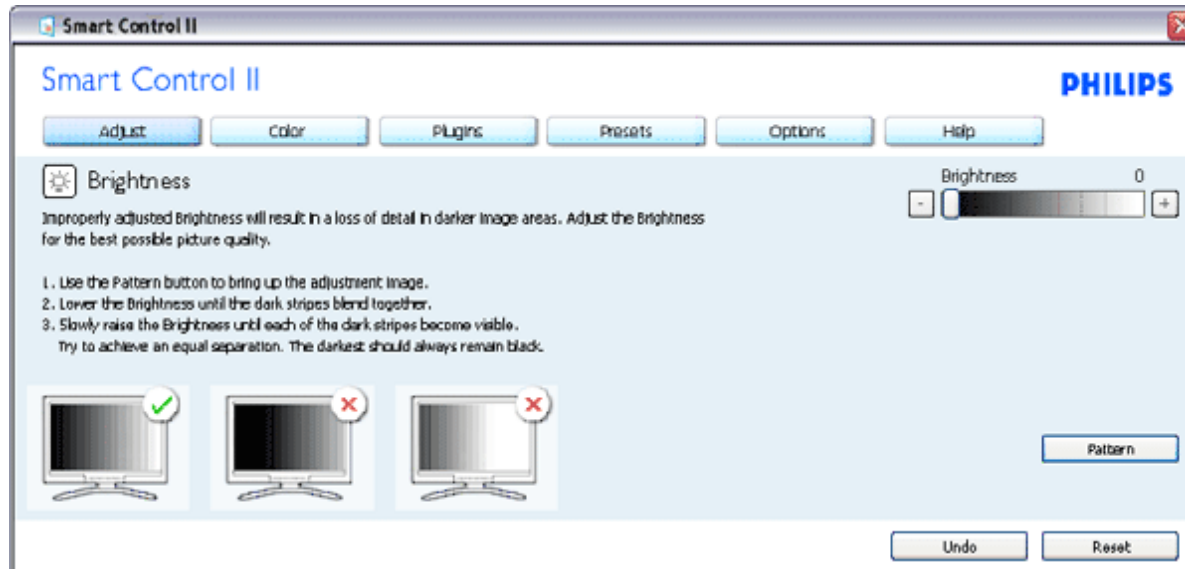 Smart Control II
Smart Control II
PHILIPS
Adjust Color Plugins Presets Options Help
Brightness
Brightness 0
- +
Improperly adjusted Brightness will result in a loss of detail in darker image areas. Adjust the Brightness
for the best possible picture quality.
1. Use the Pattern button to bring up the adjustment image.
2. Lower the Brightness until the dark stripes blend together.
3. Slowly raise the Brightness until each of the dark stripes become visible.
Try to achieve an equal separation. The darkest should always remain black.
Pattern
Undo Reset